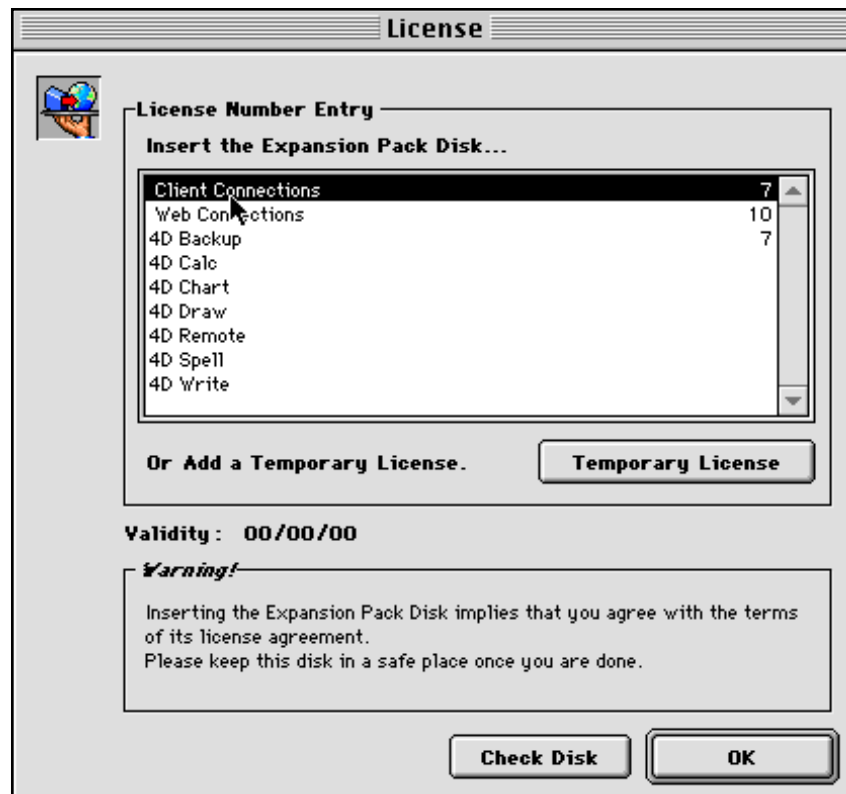 License
License Number Entry
Insert the Expansion Pack Disk...
Client Connections 7
Web Connections 10
4D Backup 7
4D Calc
4D Chart
4D Draw
4D Remote
4D Spell
4D Write
Or Add a Temporary License. Temporary License
Validity : 00/00/00
Warning!
Inserting the Expansion Pack Disk implies that you agree with the terms
of its license agreement.
Please keep this disk in a safe place once you are done.
Check Disk OK